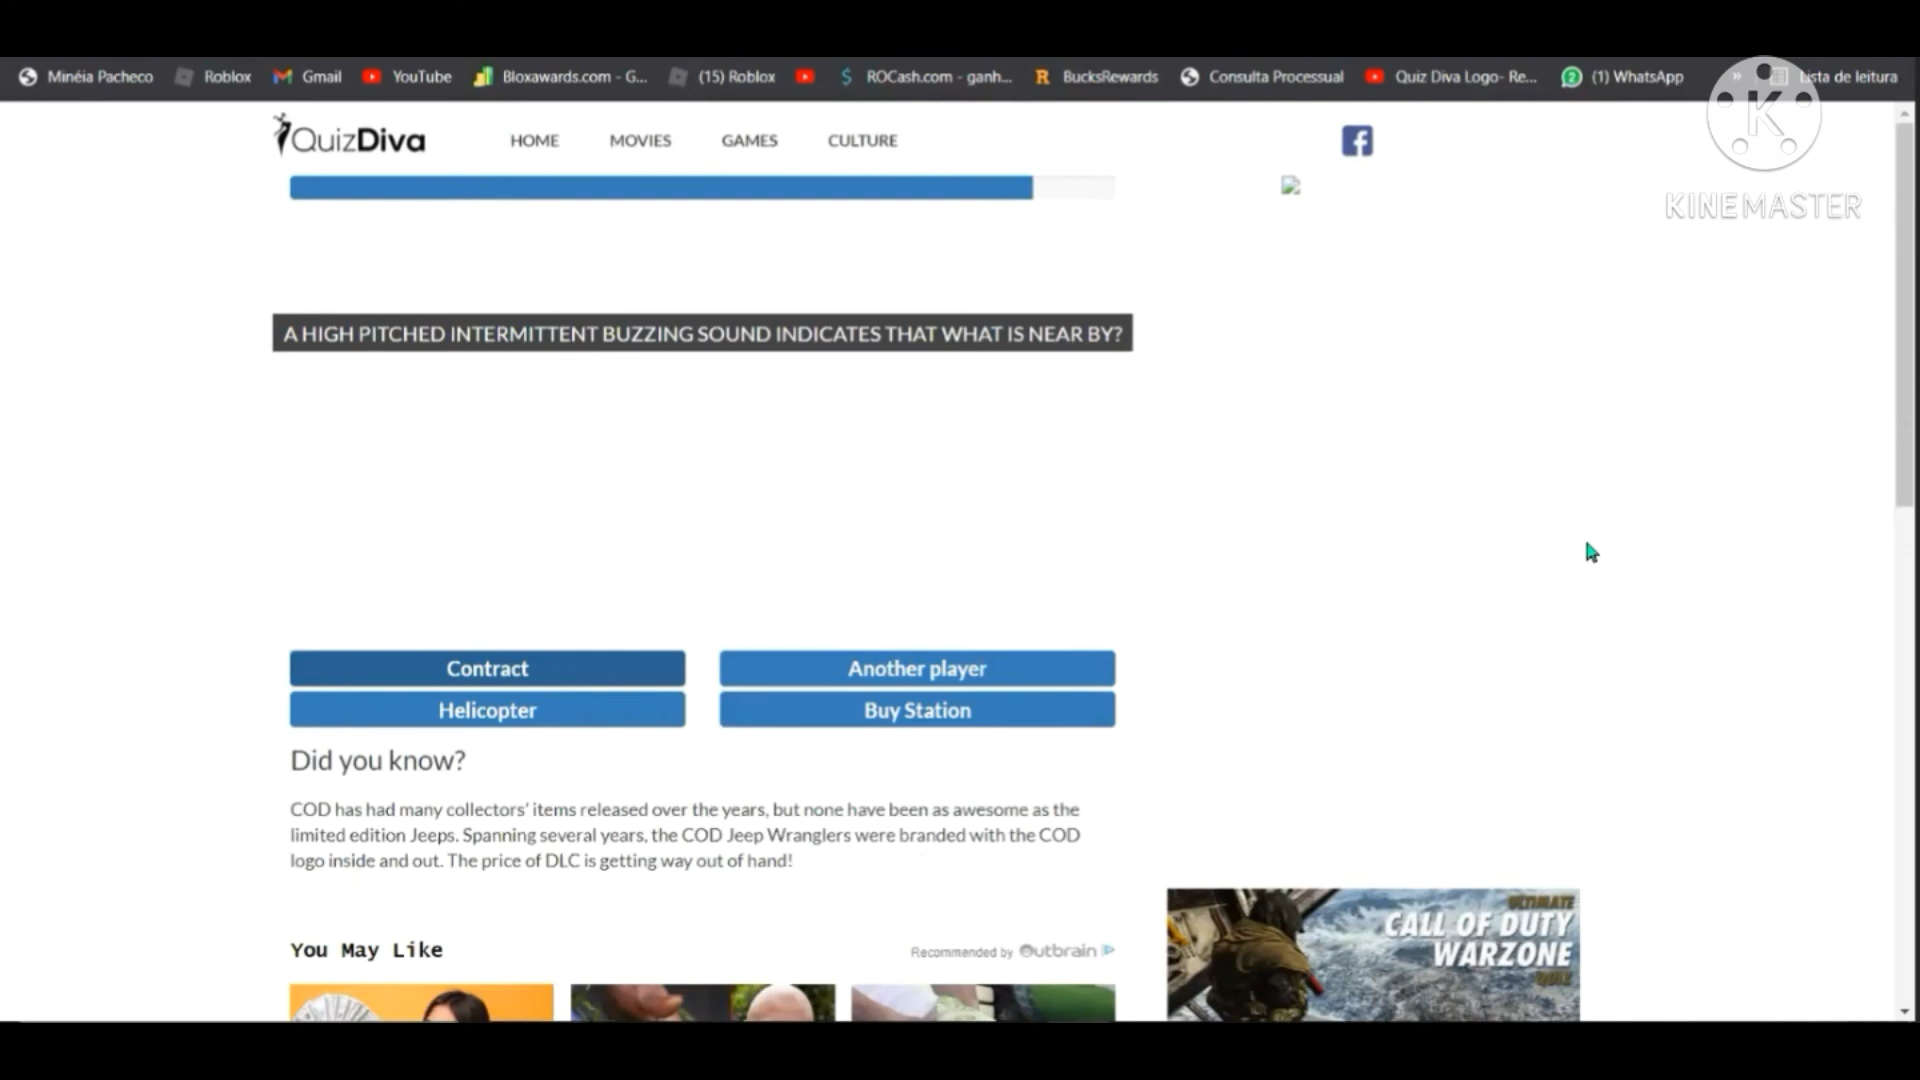 Minéia Pacheco Roblox Gmail YouTube Bloxawards.com - G... (15) Roblox $ ROCash.com - ganh... R BucksRewards Consulta Processual Quiz Diva Logo- Re... 2 (1) WhatsApp » Lista de leitura
K
KINEMASTER
QuizDiva HOME MOVIES GAMES CULTURE f
A HIGH PITCHED INTERMITTENT BUZZING SOUND INDICATES THAT WHAT IS NEAR BY?
Contract Another player
Helicopter Buy Station
Did you know?
COD has had many collectors' items released over the years, but none have been as awesome as the
limited edition Jeeps. Spanning several years, the COD Jeep Wranglers were branded with the COD
logo inside and out. The price of DLC is getting way out of hand!
You May Like Recommended by Outbrain
ULTIMATE
CALL OF DUTY
WARZONE
QUIZ